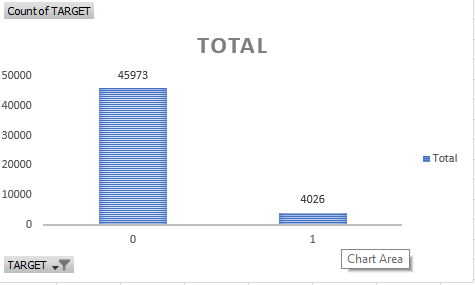 Count of TARGET
TOTAL
50000
45973
40000
30000
20000
10000
4026
0
0
1
Total
TARGET
Chart Area